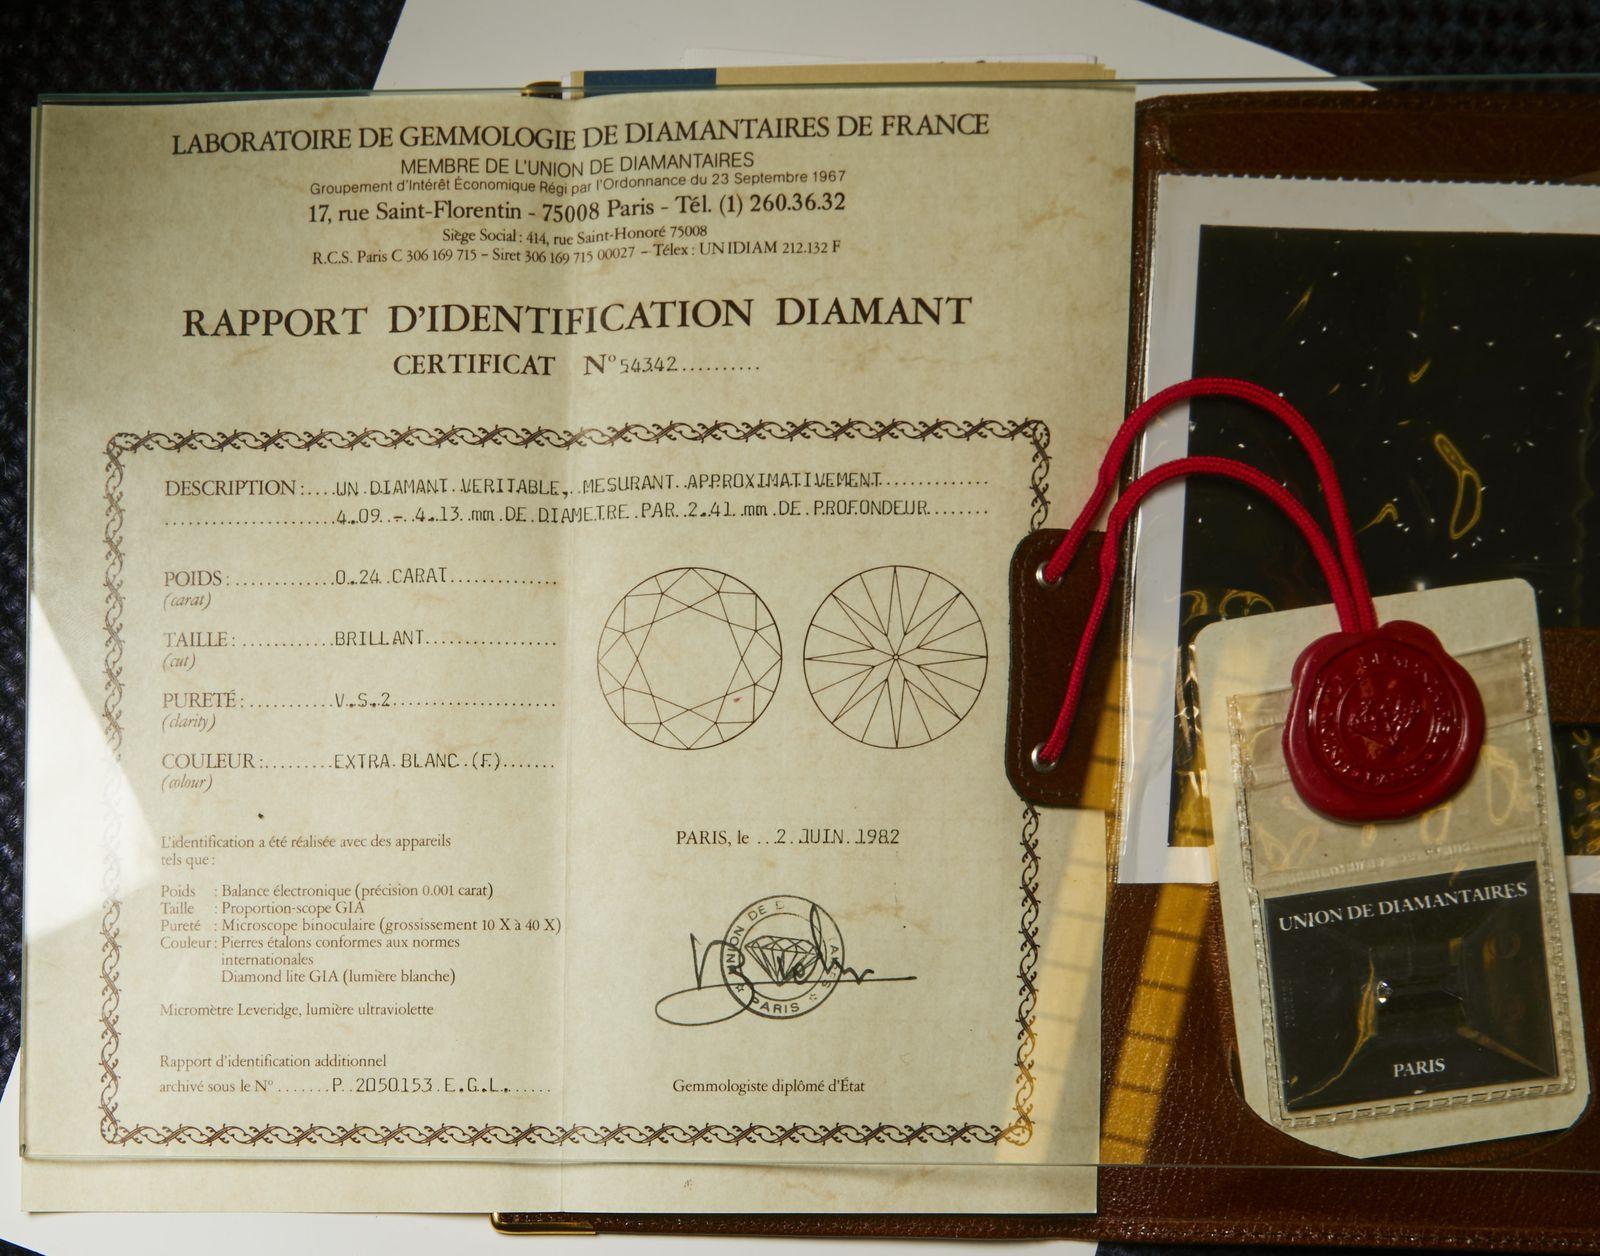 LABORATOIRE DE GEMMOLOGIE DE DIAMANTAIRES DE FRANCE
MEMBRE DE L'UNION DE DIAMANTAIRES
Groupement d'Intérêt Économique Régi par l'Ordonnance du 23 Septembre 1967
17, rue Saint-Florentin - 75008 Paris - Tél. (1) 260.36.32
Siège Social : 414, rue Saint-Honoré 75008
R.C.S. Paris C 306 169 715 - Siret 306 169 715 00027 - Télex : UNIDIAM 212.132 F
RAPPORT D'IDENTIFICATION DIAMANT
CERTIFICAT N° 54342..........
DESCRIPTION :....UN DIAMANT VERITABLE, MESURANT APPROXIMATIVEMENT
4.09 - 4.13 mm DE DIAMETRE PAR 2.41 mm DE PROFONDEUR
POIDS : 0.24 CARAT
(carat)
TAILLE : BRILLANT
(cut)
PURETÉ : V.S.2
(clarity)
COULEUR : EXTRA BLANC (F)
(colour)
L'identification a été réalisée avec des appareils
tels que :
Poids : Balance électronique (précision 0.001 carat)
Taille : Proportion-scope GIA
Pureté : Microscope binoculaire (grossissement 10 X à 40 X)
Couleur : Pierres étalons conformes aux normes
internationales
Diamond lite GIA (lumière blanche)
Micromètre Leveridge, lumière ultraviolette
Rapport d'identification additionnel
archivé sous le N° P 2050153 E.G.L.
PARIS, le 2 JUIN 1982
UNION DE
PARIS
Gemmologiste diplômé d'État
UNION DE DIAMANTAIRES
PARIS